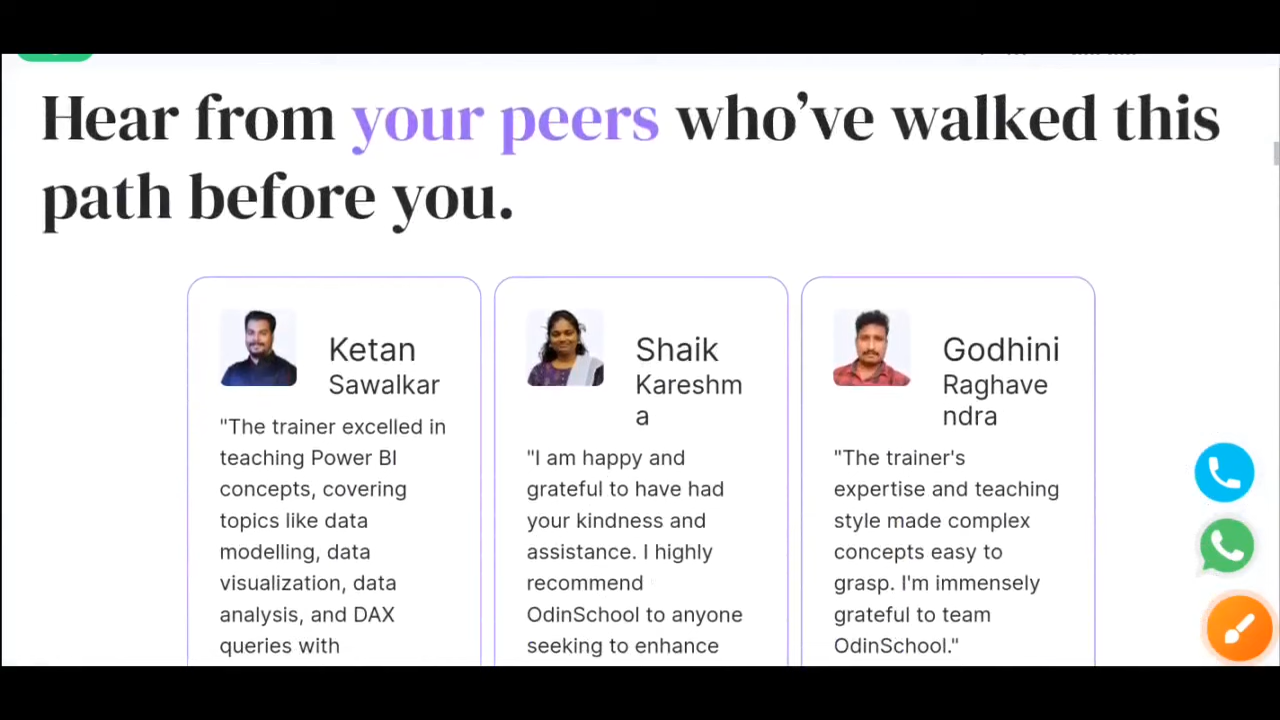 Hear from your peers who’ve walked this
path before you.
Ketan
Sawalkar
"The trainer excelled in
teaching Power BI
concepts, covering
topics like data
modelling, data
visualization, data
analysis, and DAX
queries with
Shaik
Kareshm
a
"I am happy and
grateful to have had
your kindness and
assistance. I highly
recommend
OdinSchool to anyone
seeking to enhance
Godhini
Raghave
ndra
"The trainer's
expertise and teaching
style made complex
concepts easy to
grasp. I'm immensely
grateful to team
OdinSchool."